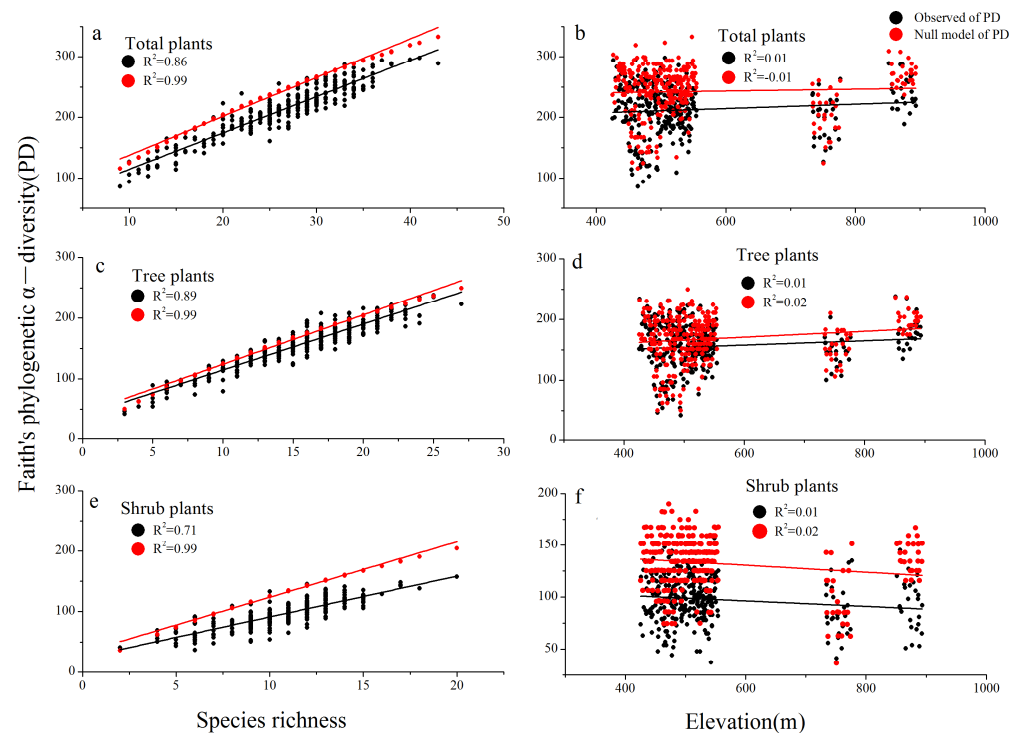 Faith's phylogenetic α－diversity(PD)
a
Total plants
R²=0.86
R²=0.99
300
200
100
10
20
30
40
50
b
Observed of PD
Null model of PD
Total plants
R²=0.01
R²=-0.01
300
200
100
400
600
800
1000
c
Tree plants
R²=0.89
R²=0.99
300
200
100
0
0
5
10
15
20
25
30
d
Tree plants
R²=0.01
R²=0.02
300
200
100
0
400
600
800
1000
e
Shrub plants
R²=0.71
R²=0.99
300
200
100
0
0
5
10
15
20
Species richness
f
Shrub plants
R²=0.01
R²=0.02
200
150
100
50
400
600
800
1000
Elevation(m)